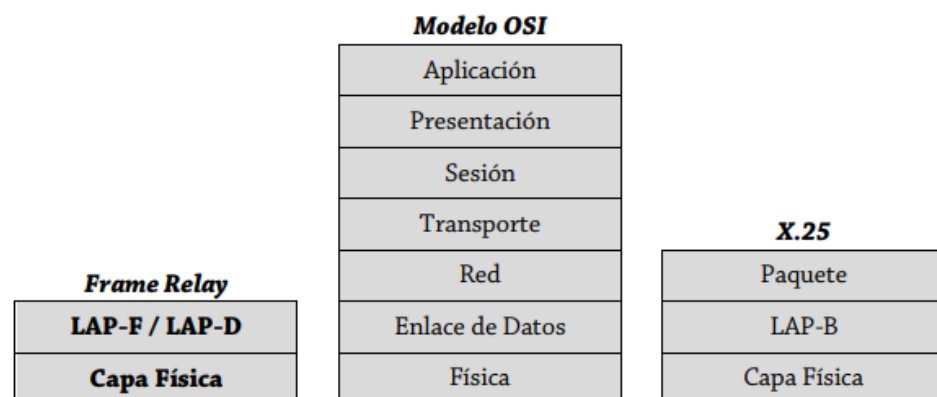 Modelo OSI
Aplicación
Presentación
Sesión
Transporte
Red
Enlace de Datos
Física
Frame Relay
LAP-F / LAP-D
Capa Física
X.25
Paquete
LAP-B
Capa Física